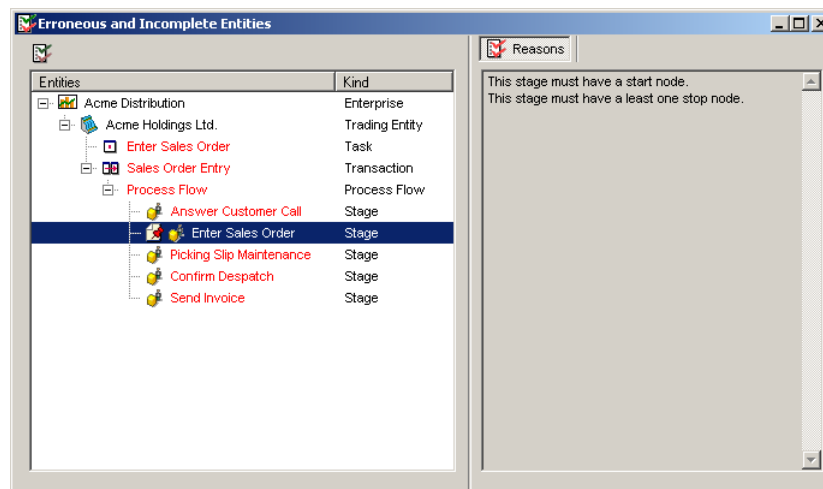 Erroneous and Incomplete Entities
Reasons
Entities Kind
Acme Distribution Enterprise
Acme Holdings Ltd. Trading Entity
Enter Sales Order Task
Sales Order Entry Transaction
Process Flow Process Flow
Answer Customer Call Stage
Enter Sales Order Stage
Picking Slip Maintenance Stage
Confirm Despatch Stage
Send Invoice Stage
This stage must have a start node.
This stage must have a least one stop node.